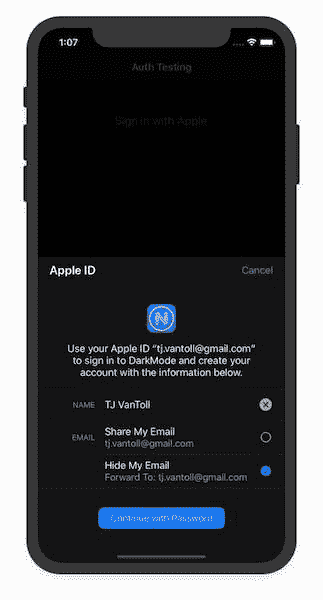 1:07
Auth Testing
Sign in with Apple
Apple ID
Cancel
Use your Apple ID “tj.vantoll@gmail.com”
to sign in to DarkMode and create your
account with the information below.
NAME
TJ VanToll
EMAIL
Share My Email
tj.vantoll@gmail.com
Hide My Email
Forward To: tj.vantoll@gmail.com
Continue with Password